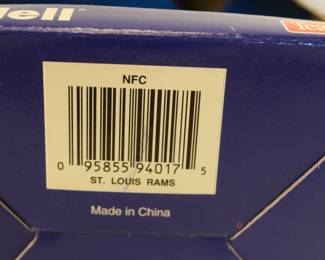 NFC
0 95855 94017 5
ST. LOUIS RAMS
Made in China